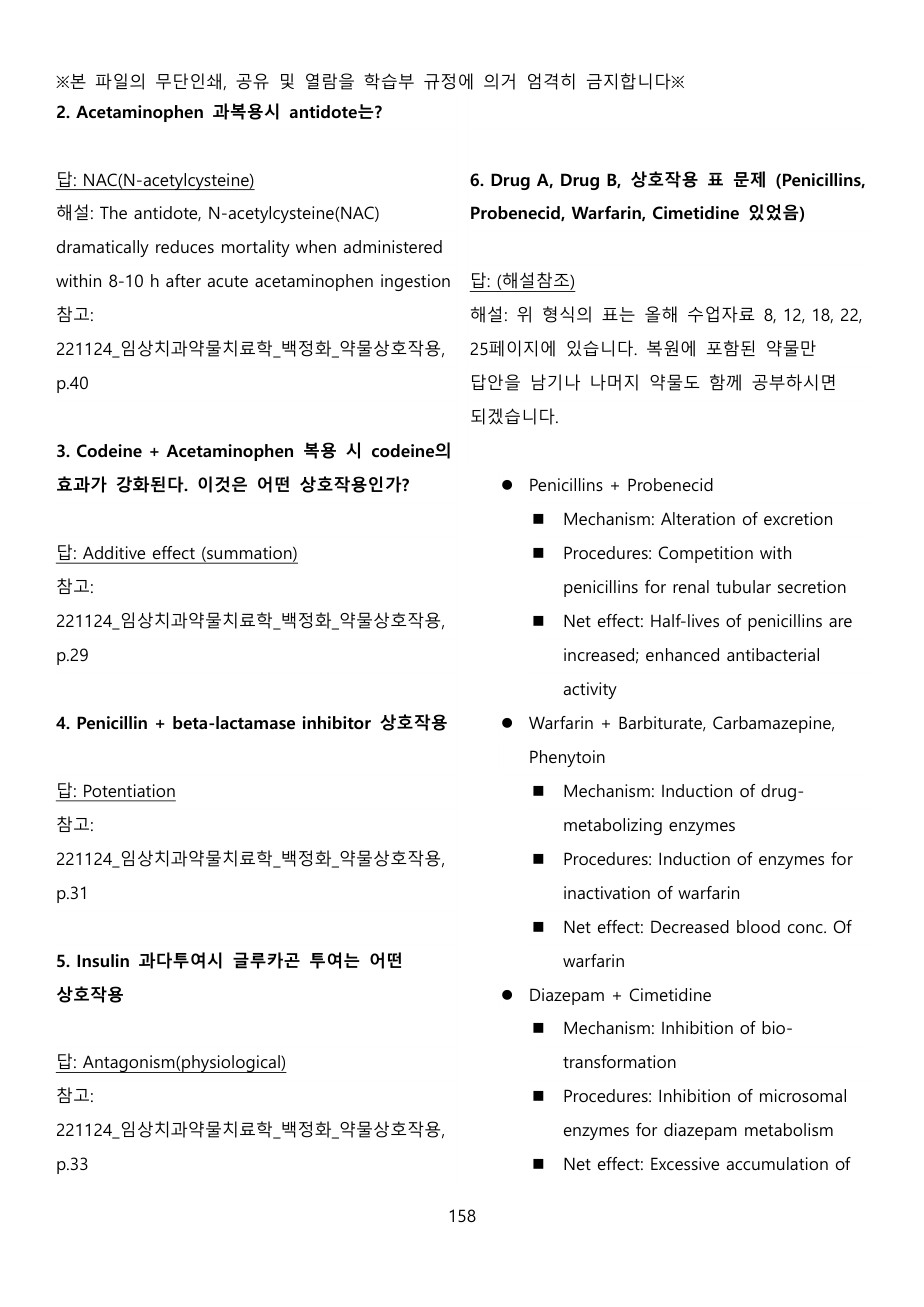 ※본 파일의 무단인쇄, 공유 및 열람을 학습부 규정에 의거 엄격히 금지합니다※
2. Acetaminophen 과복용시 antidote는?
답: NAC(N-acetylcysteine)
해설: The antidote, N-acetylcysteine(NAC)
dramatically reduces mortality when administered
within 8-10 h after acute acetaminophen ingestion
참고:
221124_임상치과약물치료학_백정화_약물상호작용,
p.40
3. Codeine + Acetaminophen 복용 시 codeine의
효과가 강화된다. 이것은 어떤 상호작용인가?
답: Additive effect (summation)
참고:
221124_임상치과약물치료학_백정화_약물상호작용,
p.29
4. Penicillin + beta-lactamase inhibitor 상호작용
답: Potentiation
참고:
221124_임상치과약물치료학_백정화_약물상호작용,
p.31
5. Insulin 과다투여시 글루카곤 투여는 어떤
상호작용
답: Antagonism(physiological)
참고:
221124_임상치과약물치료학_백정화_약물상호작용,
p.33
6. Drug A, Drug B, 상호작용 표 문제 (Penicillins,
Probenecid, Warfarin, Cimetidine 있었음)
답: (해설참조)
해설: 위 형식의 표는 올해 수업자료 8, 12, 18, 22,
25페이지에 있습니다. 복원에 포함된 약물만
답안을 남기나 나머지 약물도 함께 공부하시면
되겠습니다.
● Penicillins + Probenecid
■ Mechanism: Alteration of excretion
■ Procedures: Competition with
penicillins for renal tubular secretion
■ Net effect: Half-lives of penicillins are
increased; enhanced antibacterial
activity
● Warfarin + Barbiturate, Carbamazepine,
Phenytoin
■ Mechanism: Induction of drug-
metabolizing enzymes
■ Procedures: Induction of enzymes for
inactivation of warfarin
■ Net effect: Decreased blood conc. Of
warfarin
● Diazepam + Cimetidine
■ Mechanism: Inhibition of bio-
transformation
■ Procedures: Inhibition of microsomal
enzymes for diazepam metabolism
■ Net effect: Excessive accumulation of
158